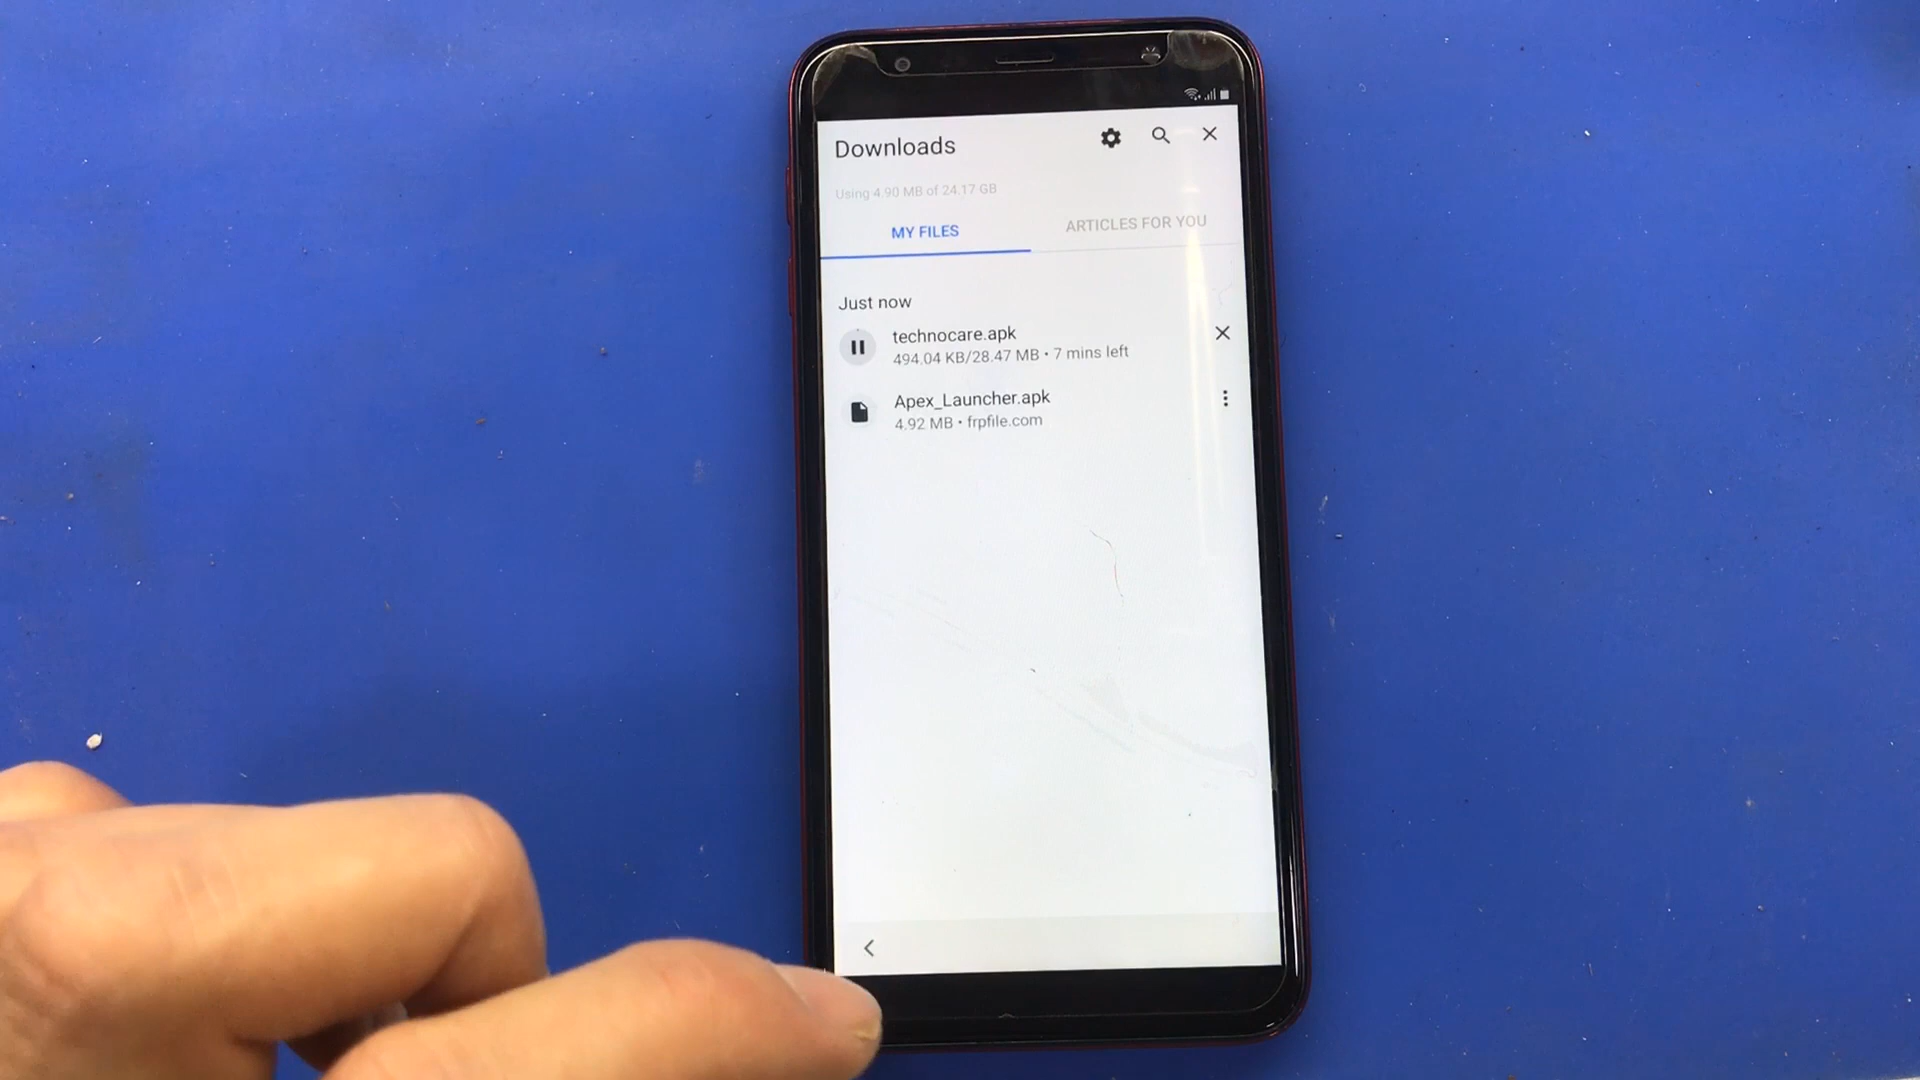 Downloads
Using 4.90 MB of 24.17 GB
MY FILES
ARTICLES FOR YOU
Just now
technocare.apk
494.04 KB/28.47 MB • 7 mins left
Apex_Launcher.apk
4.92 MB • frpfile.com